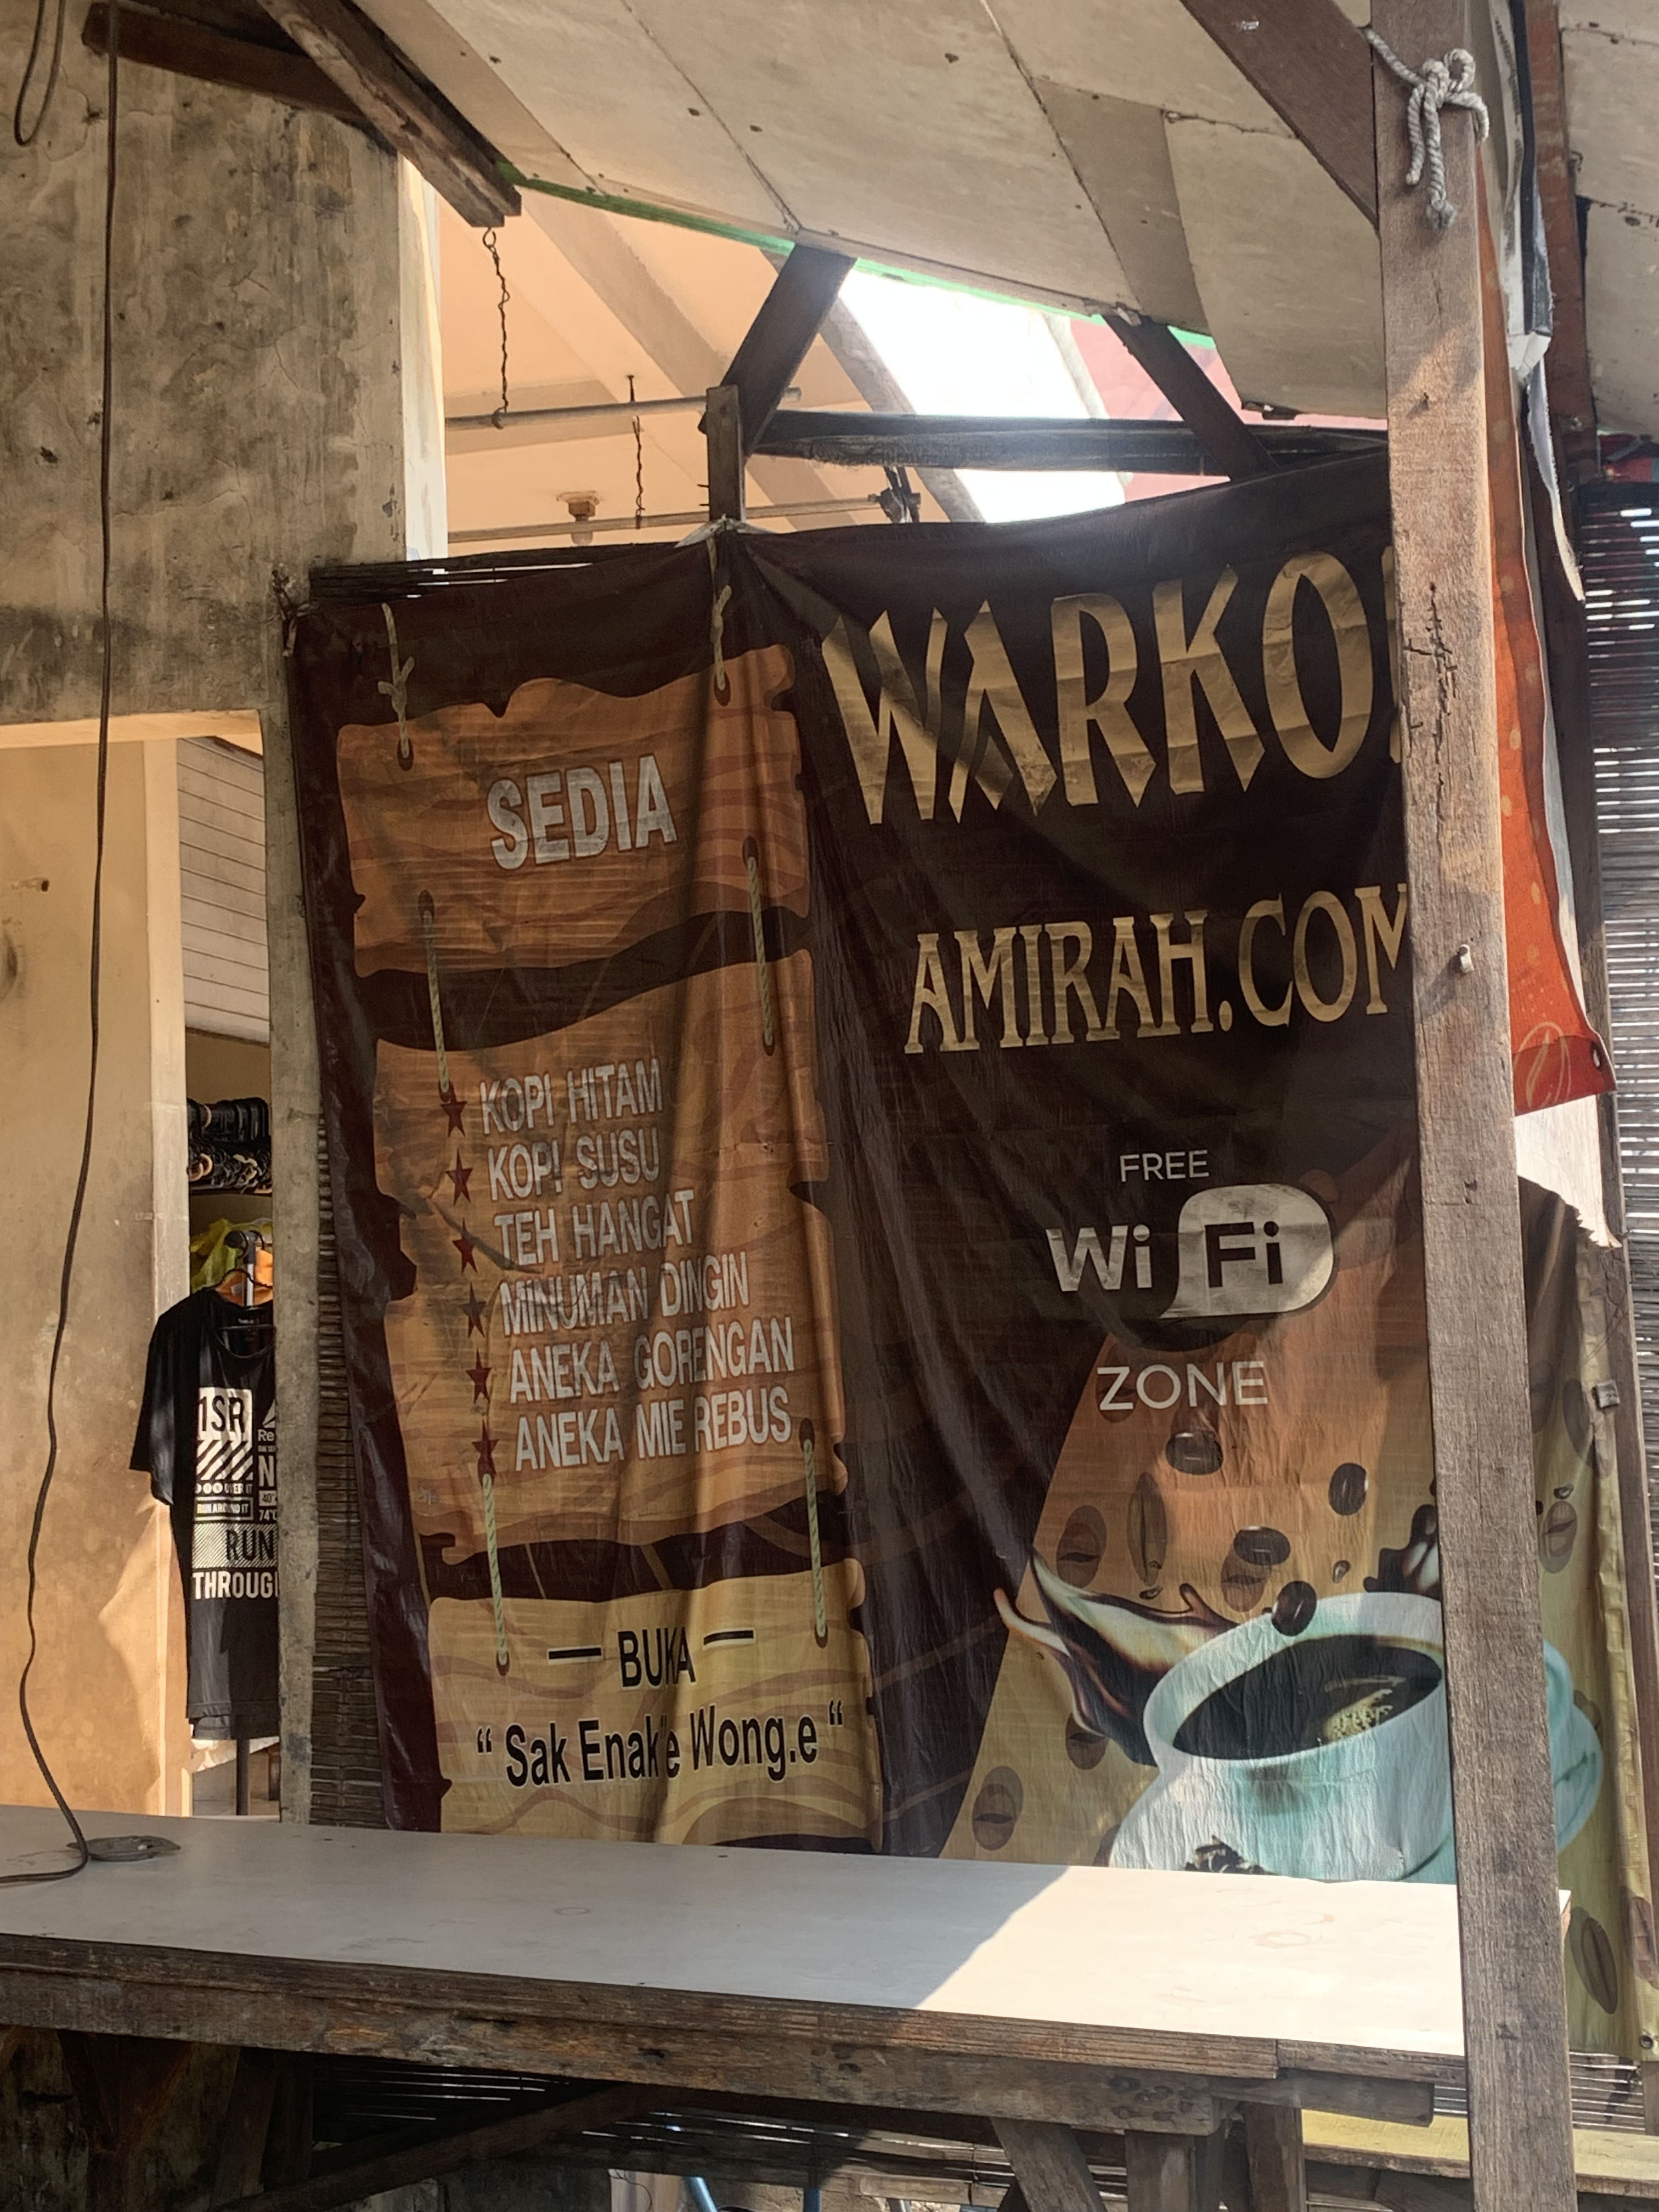 SEDIA
KOPI HITAM
KOPI SUSU
TEH HANGAT
MINUMAN DINGIN
ANEKA GORENGAN
ANEKA MIE REBUS
BUKA
“ Sak Enak'e Wong.e “
WARKO
AMIRAH.COM
FREE
Wi Fi
ZONE
RUN
THROUG